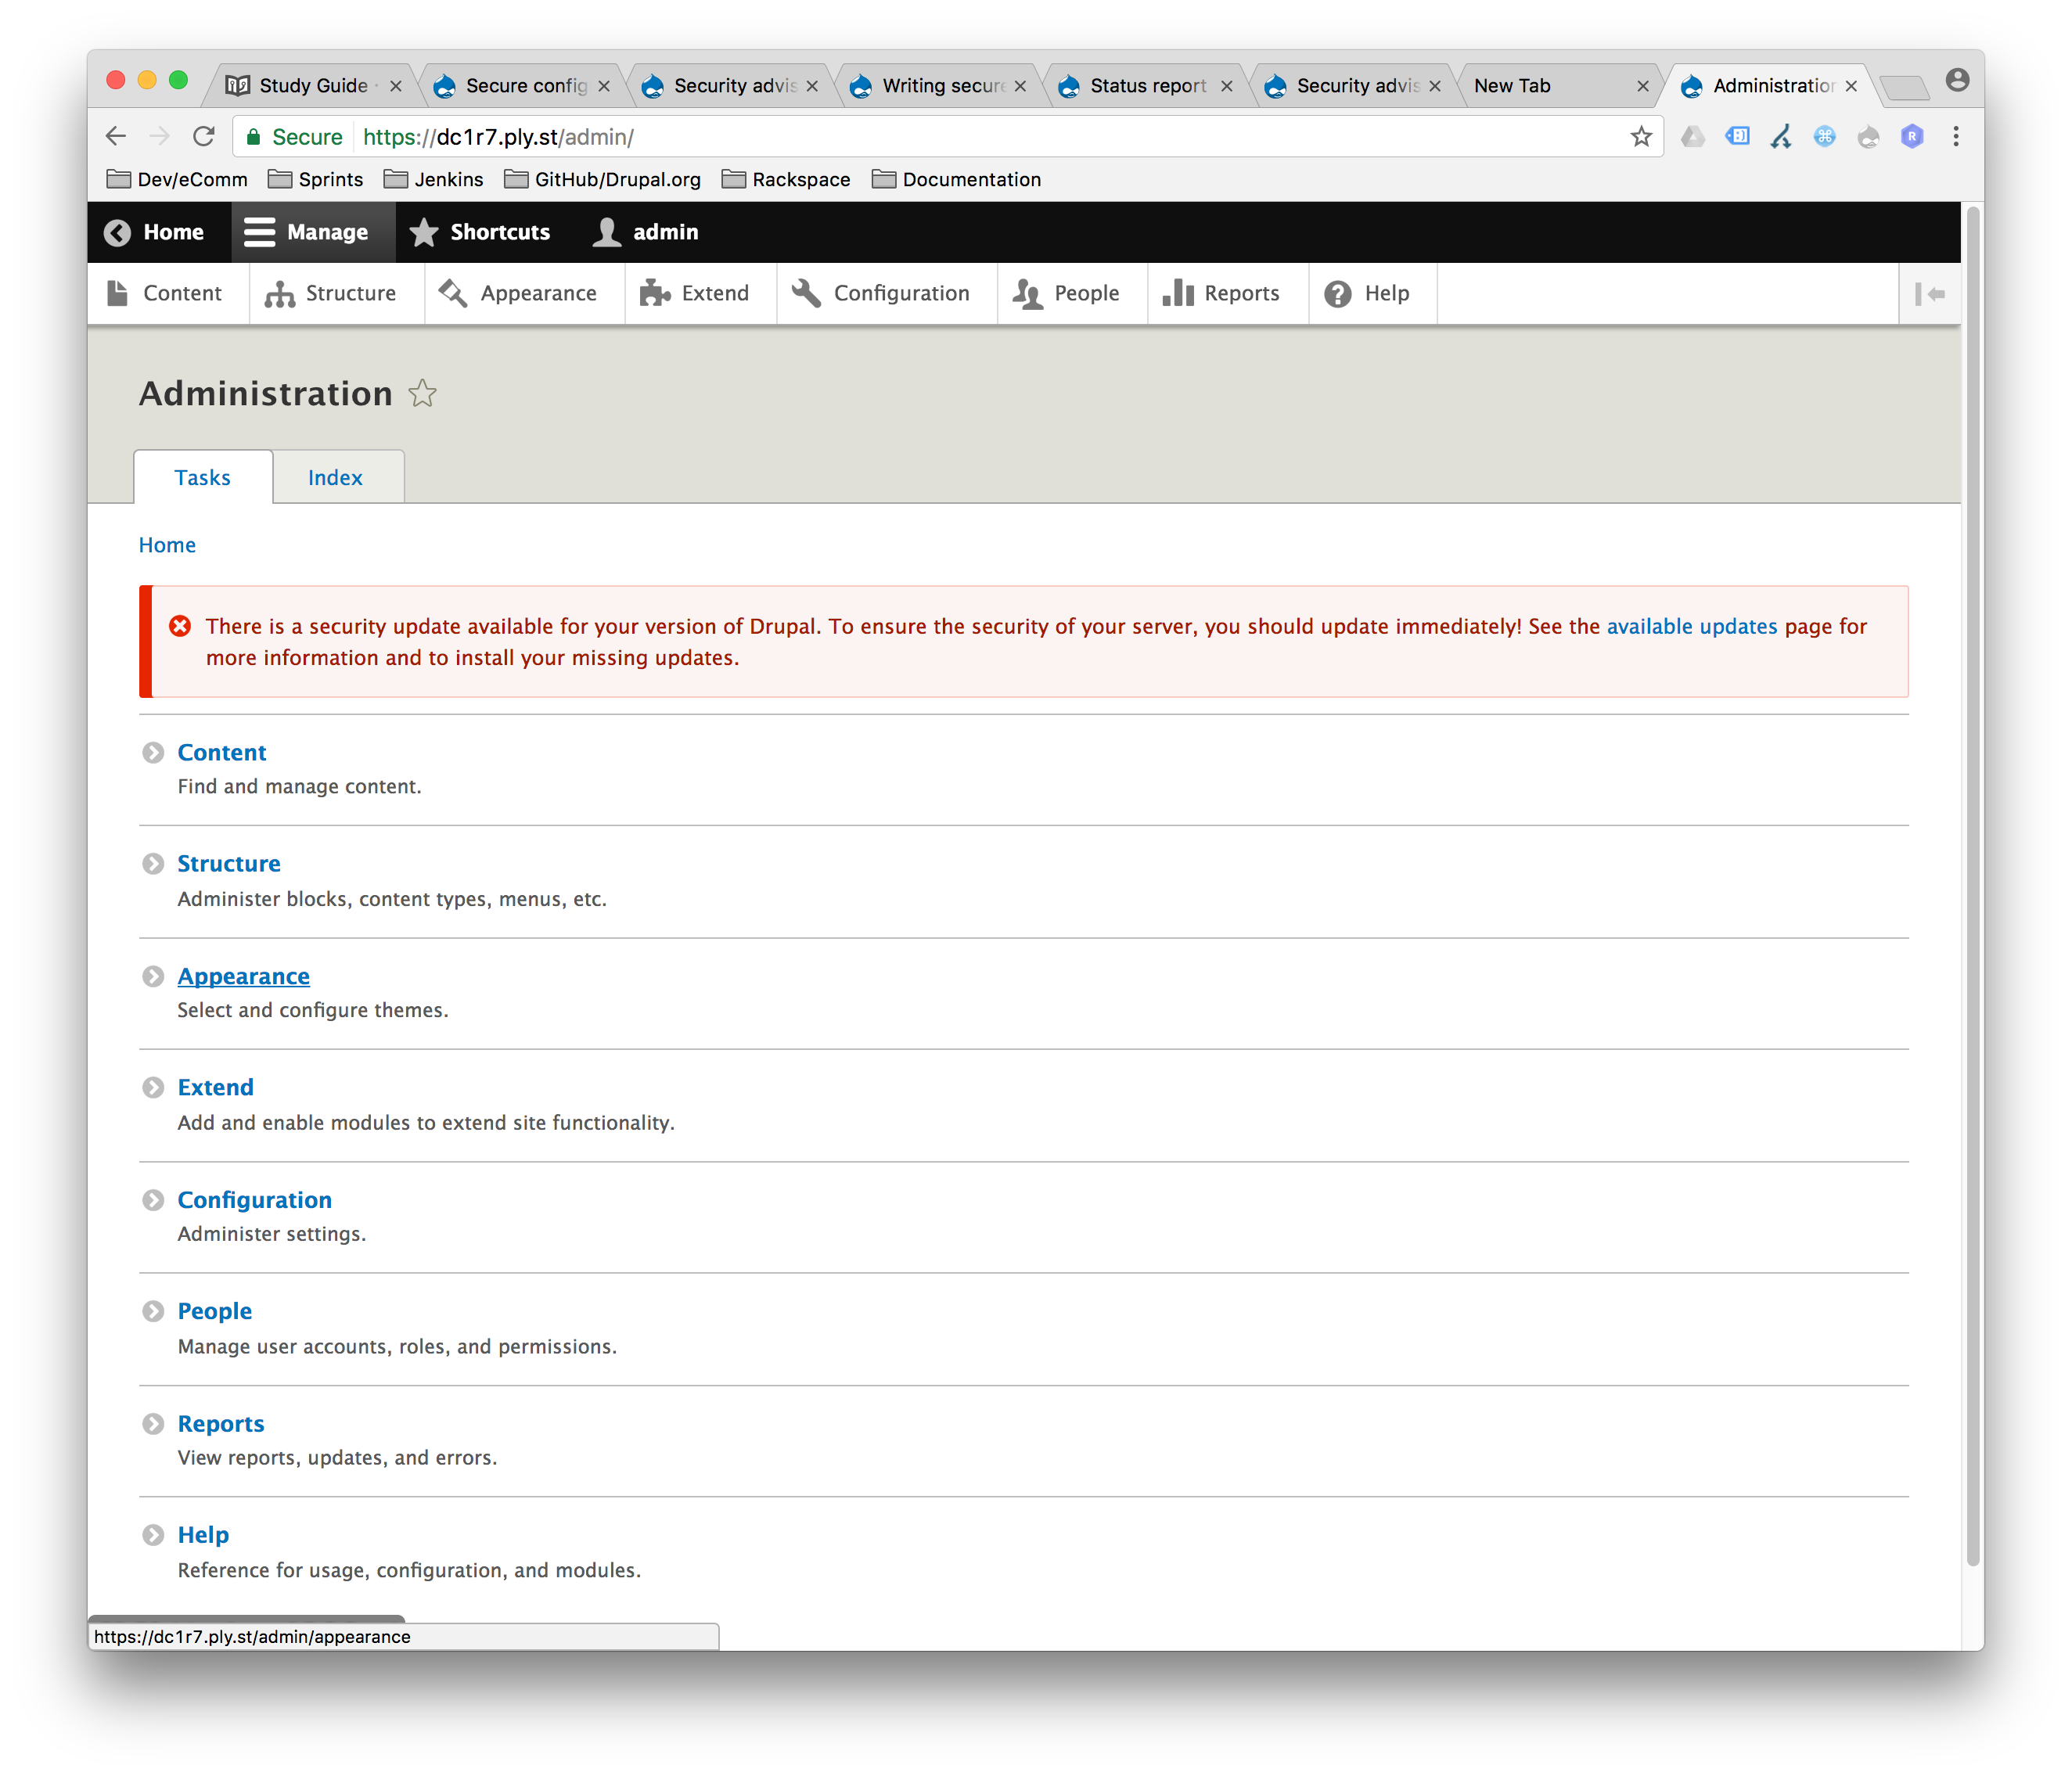 Study Guide
Secure config
Security advis
Writing secure
Status report
Security advis
New Tab
Administration
Secure
https://dc1r7.ply.st/admin/
Dev/eComm
Sprints
Jenkins
GitHub/Drupal.org
Rackspace
Documentation
Home
Manage
Shortcuts
admin
Content
Structure
Appearance
Extend
Configuration
People
Reports
Help
Administration
Tasks
Index
Home
There is a security update available for your version of Drupal. To ensure the security of your server, you should update immediately! See the available updates page for
more information and to install your missing updates.
Content
Find and manage content.
Structure
Administer blocks, content types, menus, etc.
Appearance
Select and configure themes.
Extend
Add and enable modules to extend site functionality.
Configuration
Administer settings.
People
Manage user accounts, roles, and permissions.
Reports
View reports, updates, and errors.
Help
Reference for usage, configuration, and modules.
https://dc1r7.ply.st/admin/appearance